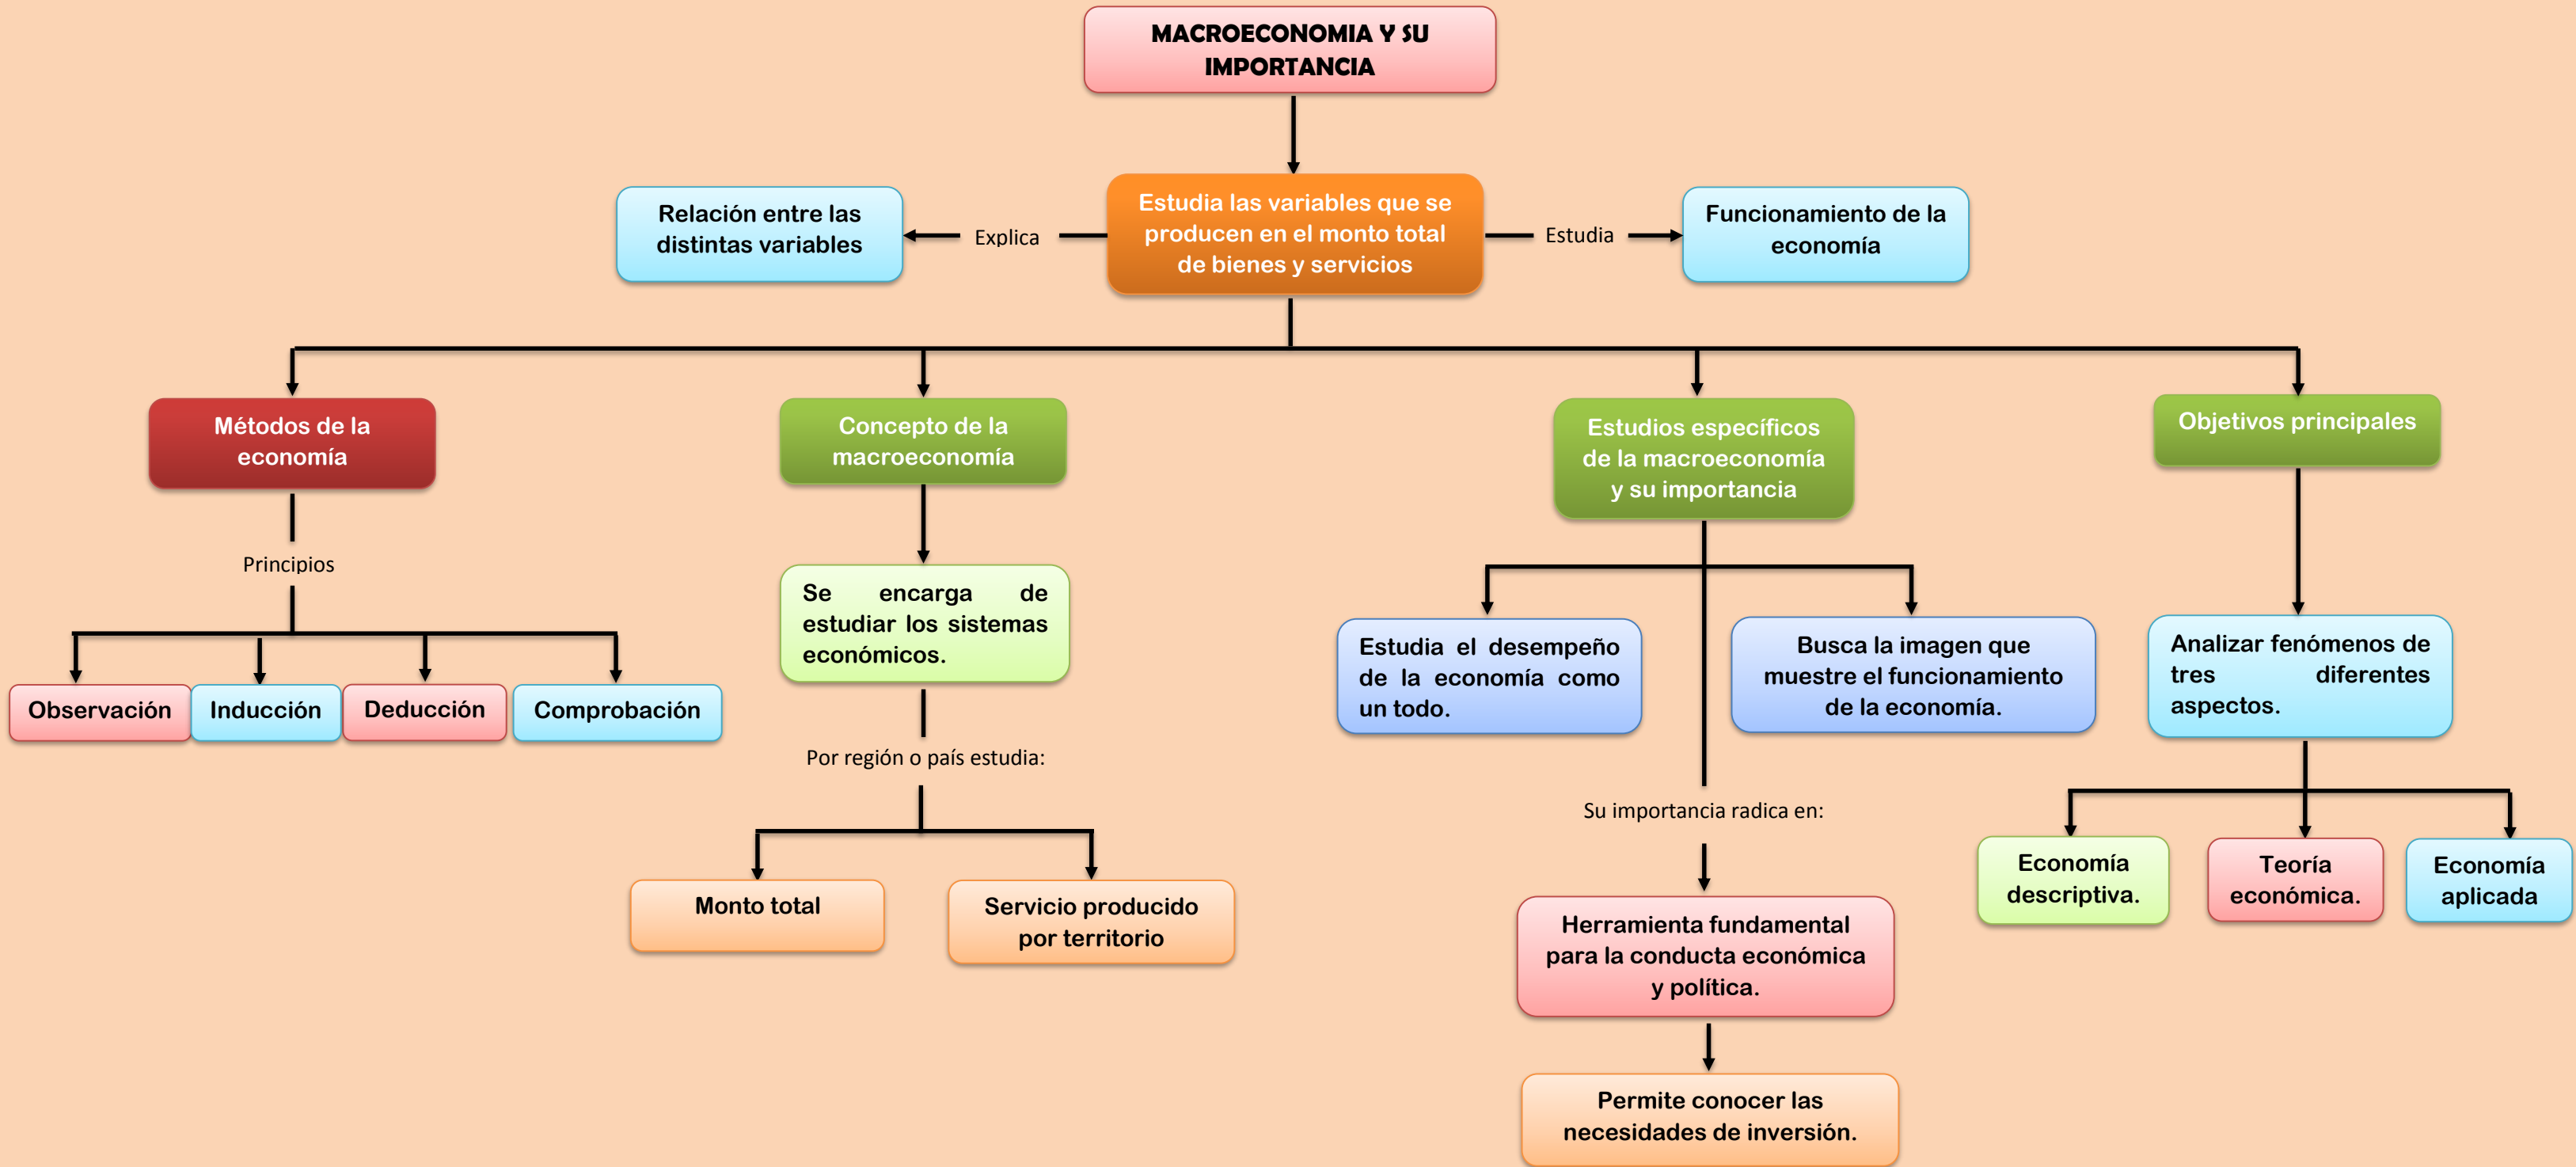 MACROECONOMIA Y SU
IMPORTANCIA
Relación entre las
distintas variables
Explica
Estudia las variables que se
producen en el monto total
de bienes y servicios
Estudia
Funcionamiento de la
economía
Métodos de la
economía
Principios
Observación
Inducción
Deducción
Comprobación
Concepto de la
macroeconomía
Se encarga de
estudiar los sistemas
económicos.
Por región o país estudia:
Monto total
Servicio producido
por territorio
Estudios específicos
de la macroeconomía
y su importancia
Estudia el desempeño
de la economía como
un todo.
Busca la imagen que
muestre el funcionamiento
de la economía.
Su importancia radica en:
Herramienta fundamental
para la conducta económica
y política.
Permite conocer las
necesidades de inversión.
Objetivos principales
Analizar fenómenos de
tres diferentes
aspectos.
Economía
descriptiva.
Teoría
económica.
Economía
aplicada